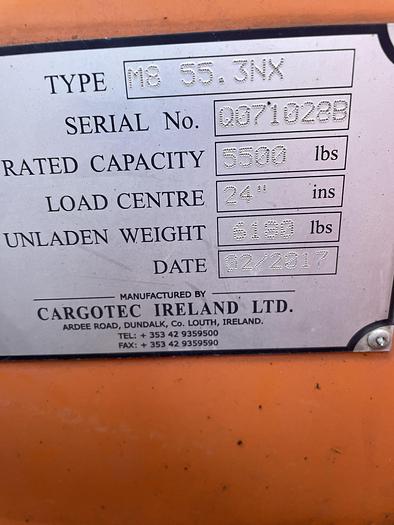 TYPE M8 55.3NX
SERIAL No. Q071028B
RATED CAPACITY 5500 lbs
LOAD CENTRE 24" ins
UNLADEN WEIGHT 6160 lbs
DATE 02/2017
MANUFACTURED BY
CARGOTEC IRELAND LTD.
ARDEE ROAD, DUNDALK, Co. LOUTH, IRELAND.
TEL: + 353 42 9359500
FAX: + 353 42 9359590